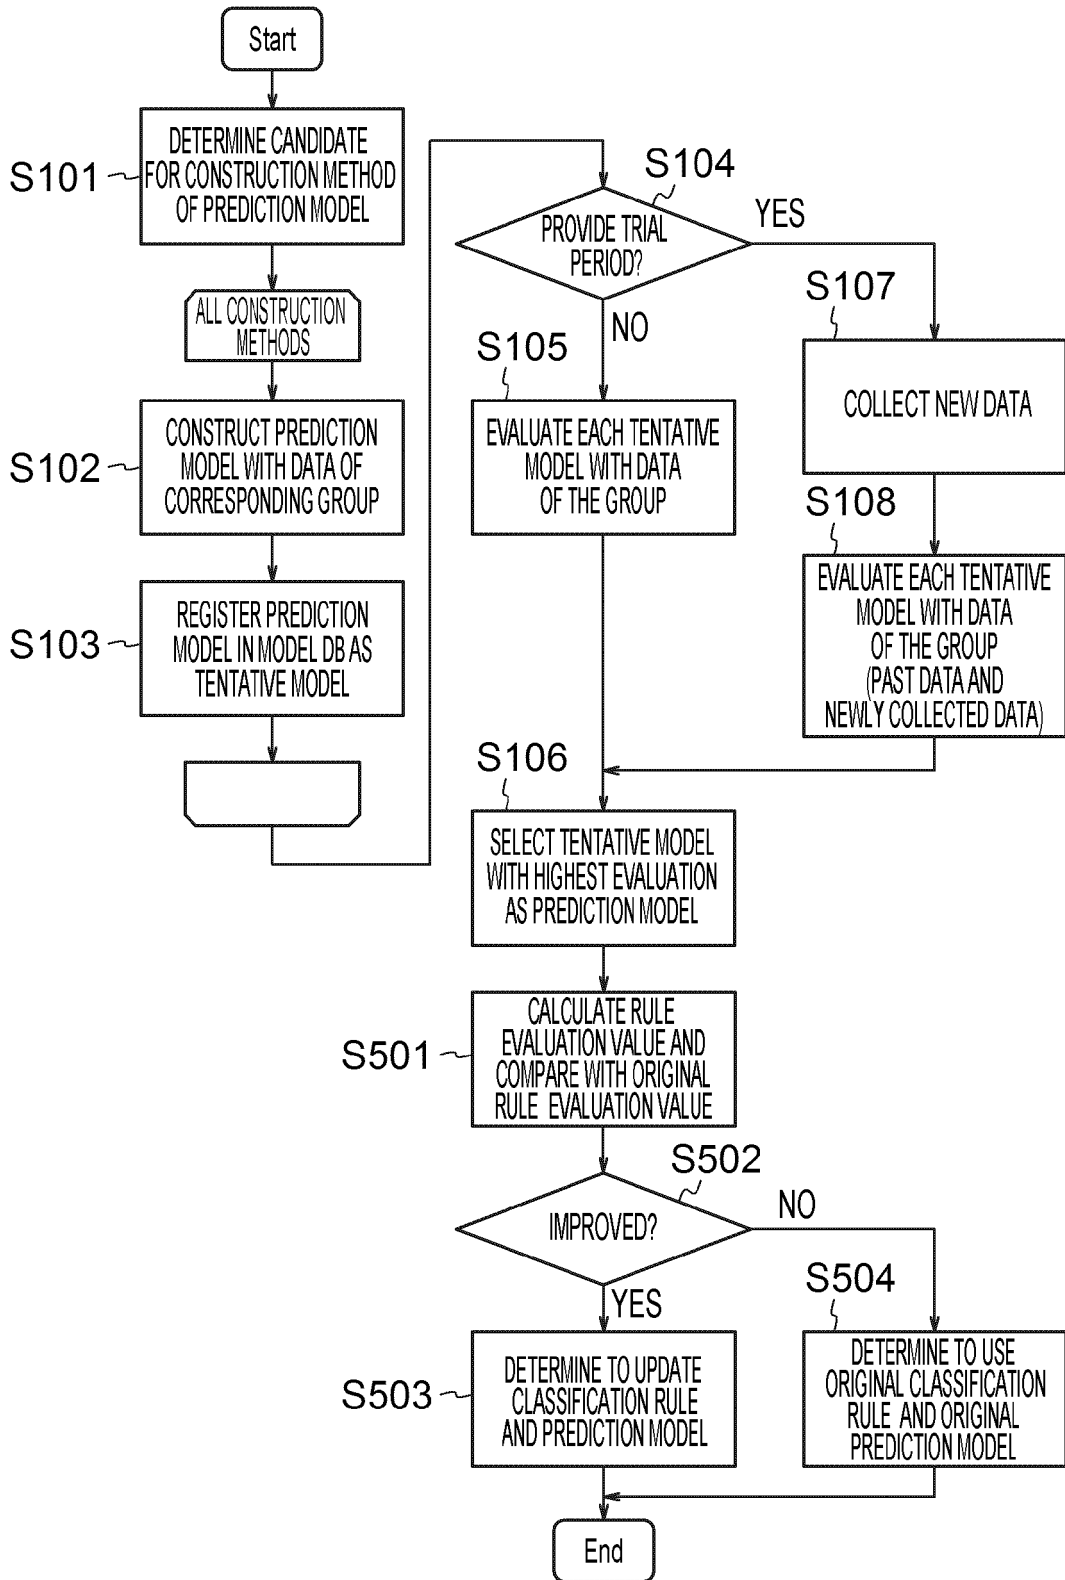 Start
S101
DETERMINE CANDIDATE
FOR CONSTRUCTION METHOD
OF PREDICTION MODEL
ALL CONSTRUCTION
METHODS
S102
CONSTRUCT PREDICTION
MODEL WITH DATA OF
CORRESPONDING GROUP
S103
REGISTER PREDICTION
MODEL IN MODEL DB AS
TENTATIVE MODEL
S104
PROVIDE TRIAL
PERIOD?
YES
NO
S105
EVALUATE EACH TENTATIVE
MODEL WITH DATA
OF THE GROUP
S107
COLLECT NEW DATA
S108
EVALUATE EACH TENTATIVE
MODEL WITH DATA
OF THE GROUP
(PAST DATA AND
NEWLY COLLECTED DATA)
S106
SELECT TENTATIVE MODEL
WITH HIGHEST EVALUATION
AS PREDICTION MODEL
S501
CALCULATE RULE
EVALUATION VALUE AND
COMPARE WITH ORIGINAL
RULE EVALUATION VALUE
S502
IMPROVED?
NO
YES
S503
DETERMINE TO UPDATE
CLASSIFICATION RULE
AND PREDICTION MODEL
S504
DETERMINE TO USE
ORIGINAL CLASSIFICATION
RULE AND ORIGINAL
PREDICTION MODEL
End